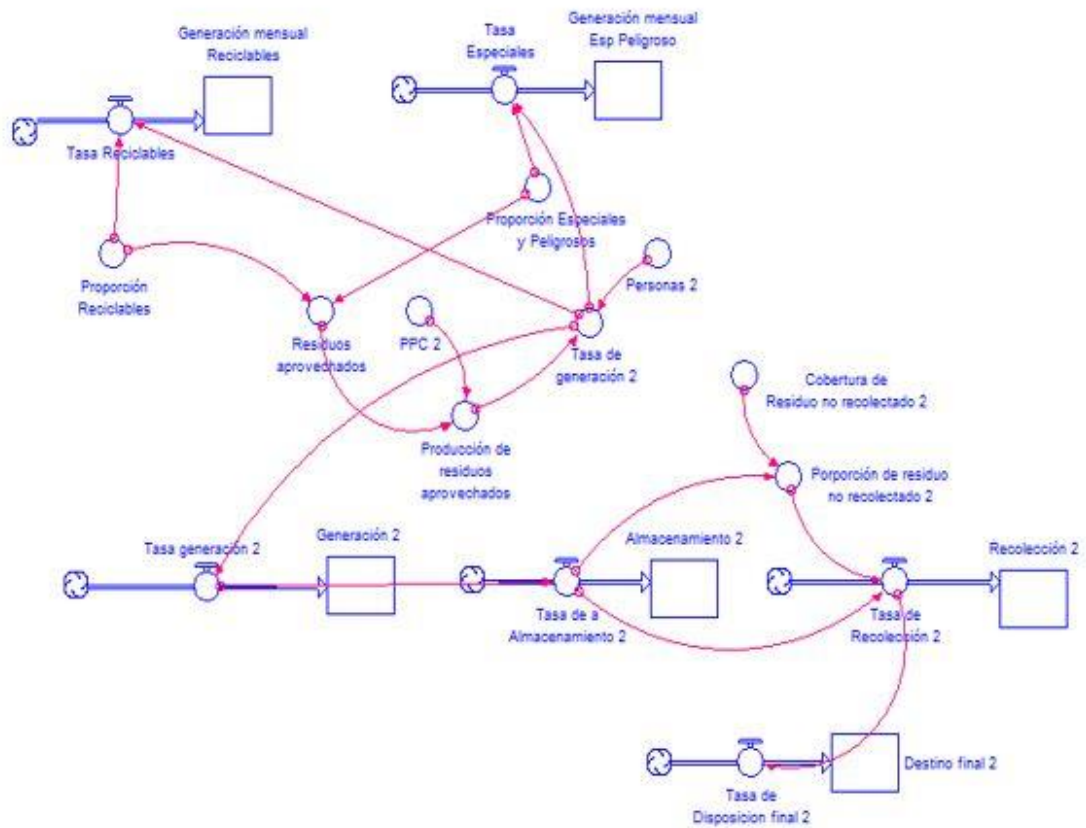 Generación mensual
Reciclables
Tasa
Especiales
Generación mensual
Esp Peligroso
Tasa Reciclables
Proporción Especiales
y Peligrosos
Proporción
Reciclables
Personas 2
Residuos
aprovechados
PPC 2
Tasa de
generación 2
Cobertura de
Residuo no recolectado 2
Producción de
residuos
aprovechados
Porporción de residuo
no recolectado 2
Tasa generación 2
Generación 2
Almacenamiento 2
Recolección 2
Tasa de a
Almacenamiento 2
Tasa de
Recolección 2
Destino final 2
Tasa de
Disposicion final 2